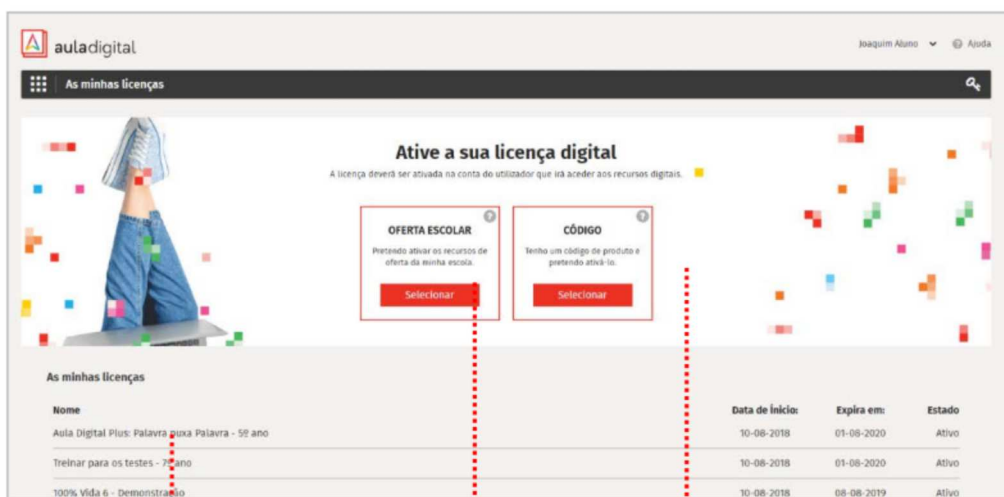 auladigital
Joaquim Aluno
Ajuda
As minhas licenças
Ative a sua licença digital
A licença deverá ser ativada na conta do utilizador que irá aceder aos recursos digitais.
OFERTA ESCOLAR
?
Pretendo ativar os recursos de
oferta da minha escola.
Selecionar
CÓDIGO
?
Tenho um código de produto e
pretendo ativá-lo.
Selecionar
As minhas licenças
Nome Data de Ínicio: Expira em: Estado
Aula Digital Plus: Palavra puxa Palavra - 5º ano 10-08-2018 01-08-2020 Ativo
Treinar para os testes - 7º ano 10-08-2018 01-08-2020 Ativo
100% Vida 6 - Demonstração 10-08-2018 08-08-2019 Ativo